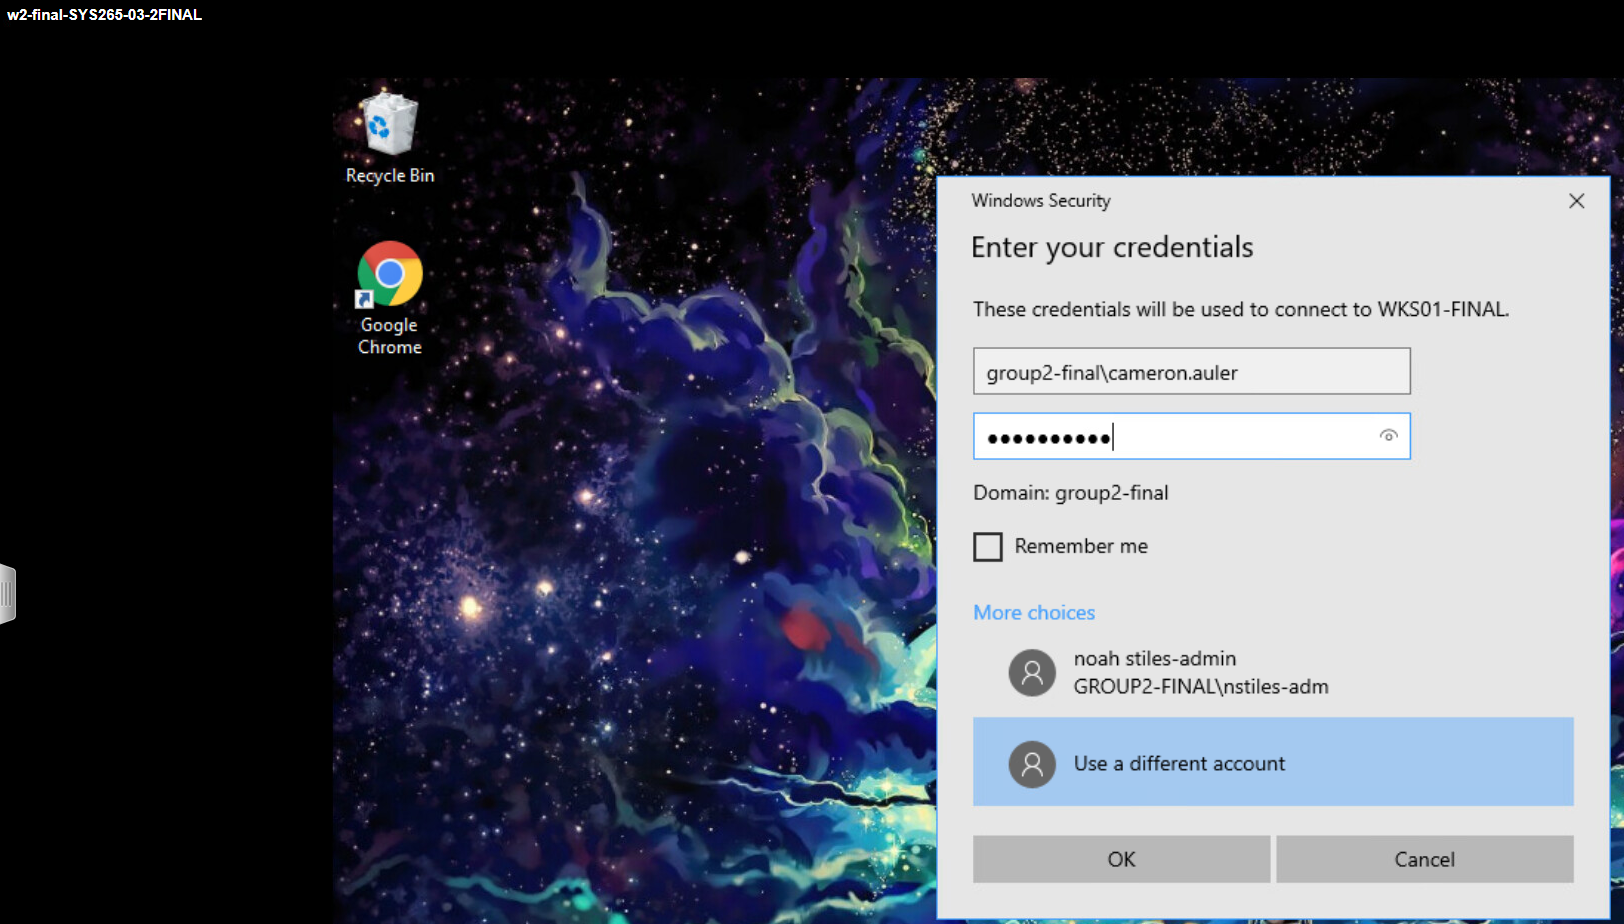 w2-final-SYS265-03-2FINAL
Recycle Bin
Google
Chrome
Windows Security
Enter your credentials
These credentials will be used to connect to WKS01-FINAL.
group2-final\cameron.auler
●●●●●●●●●●
Domain: group2-final
Remember me
More choices
noah stiles-admin
GROUP2-FINAL\nstiles-adm
Use a different account
OK
Cancel